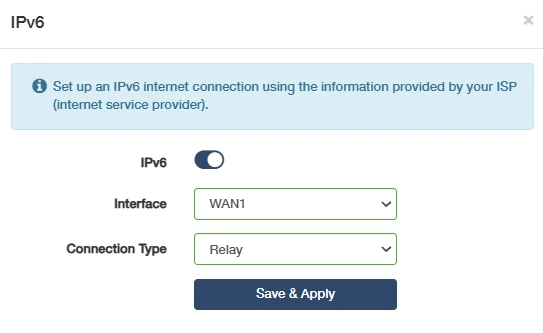 IPv6
×
Set up an IPv6 internet connection using the information provided by your ISP
(internet service provider).
IPv6
Interface WAN1
Connection Type Relay
Save & Apply